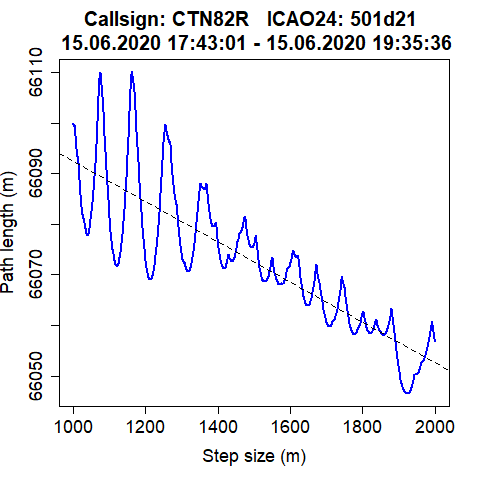 Callsign: CTN82R   ICAO24: 501d21
15.06.2020 17:43:01 - 15.06.2020 19:35:36
Path length (m)
66110
66090
66070
66050
1000
1200
1400
1600
1800
2000
Step size (m)